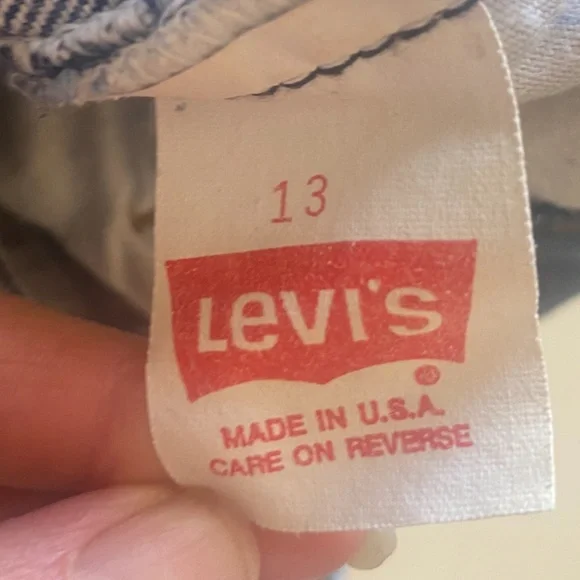 13
Levi's
®
MADE IN U.S.A.
CARE ON REVERSE